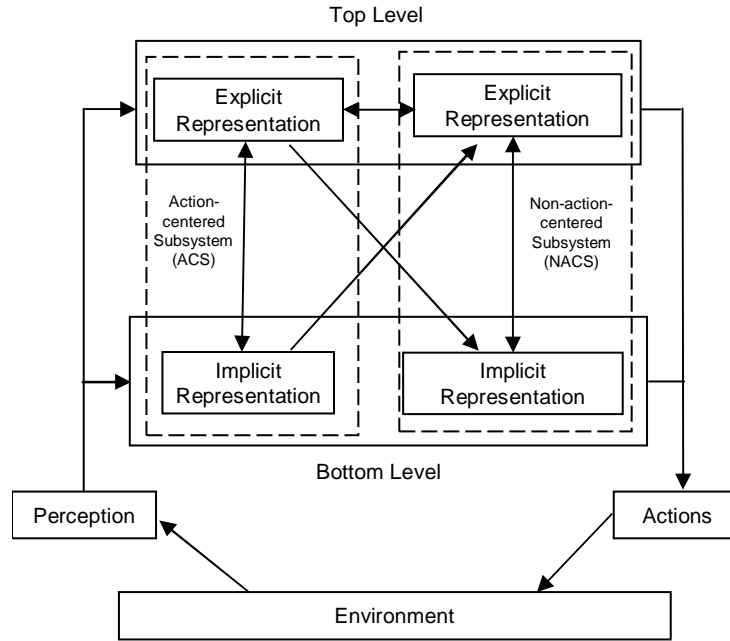 Top Level
Explicit
Representation
Explicit
Representation
Action-
centered
Subsystem
(ACS)
Non-action-
centered
Subsystem
(NACS)
Implicit
Representation
Implicit
Representation
Bottom Level
Perception
Actions
Environment